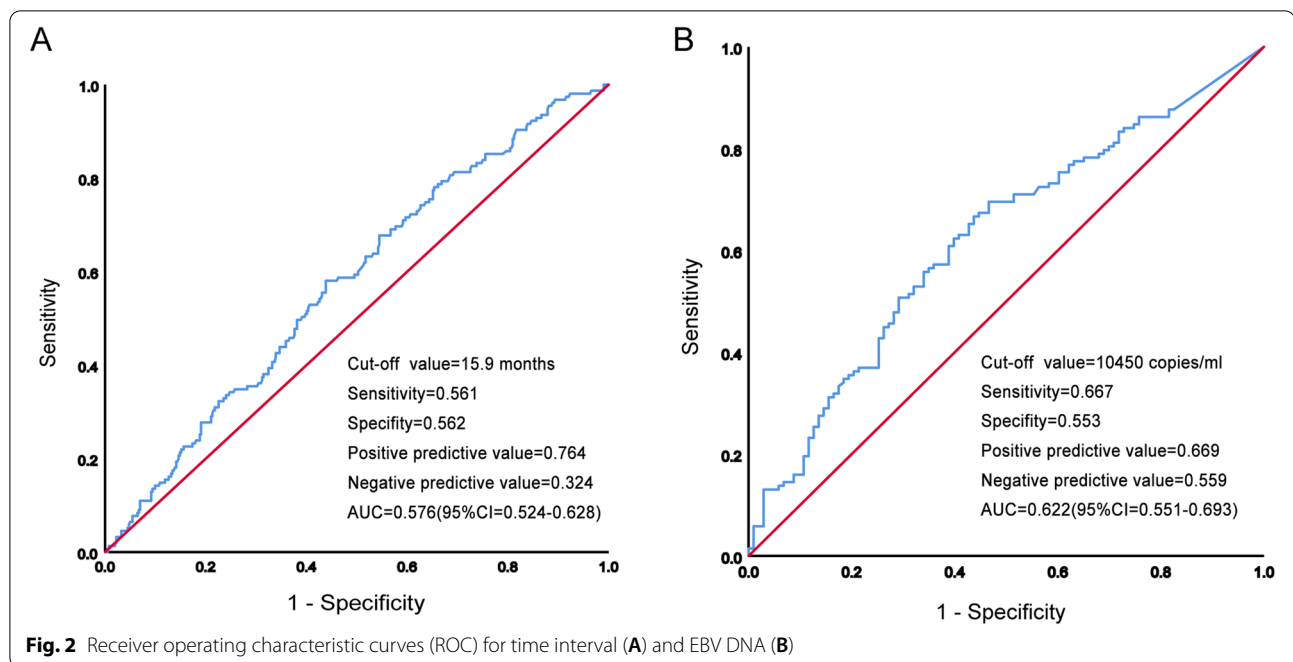 A
1.0
0.8
0.6
0.4
0.2
0.0
0.0 0.2 0.4 0.6 0.8 1.0
Sensitivity
1 - Specificity
Cut-off value=15.9 months
Sensitivity=0.561
Specifity=0.562
Positive predictive value=0.764
Negative predictive value=0.324
AUC=0.576(95%CI=0.524-0.628)
B
1.0
0.8
0.6
0.4
0.2
0.0
0.0 0.2 0.4 0.6 0.8 1.0
Sensitivity
1 - Specificity
Cut-off value=10450 copies/ml
Sensitivity=0.667
Specifity=0.553
Positive predictive value=0.669
Negative predictive value=0.559
AUC=0.622(95%CI=0.551-0.693)
Fig. 2 Receiver operating characteristic curves (ROC) for time interval (A) and EBV DNA (B)